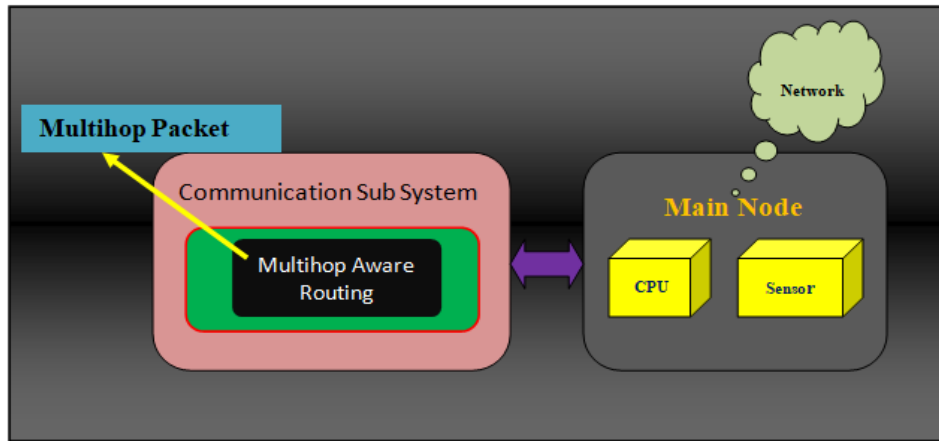 Network
Multihop Packet
Communication Sub System
Main Node
Multihop Aware
Routing
CPU
Sensor